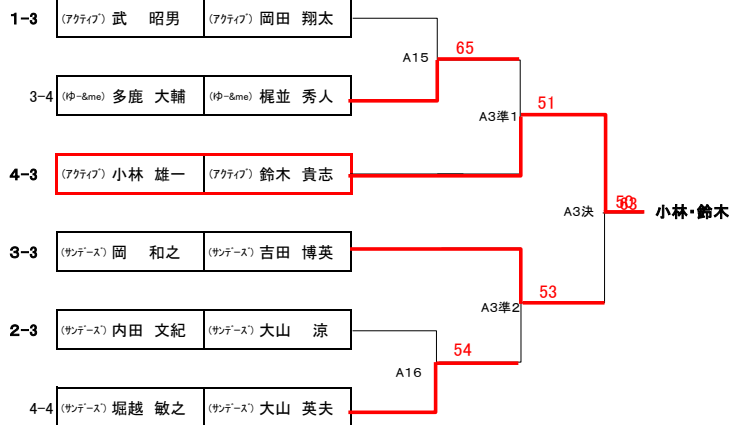 1-3 (アクティブ) 武 昭男 (アクティブ) 岡田 翔太
A15 65
3-4 (ゆ-&me) 多鹿 大輔 (ゆ-&me) 梶並 秀人
A3準1 51
4-3 (アクティブ) 小林 雄一 (アクティブ) 鈴木 貴志
A3決 小林・鈴木
3-3 (サンデーズ) 岡 和之 (サンデーズ) 吉田 博英
A3準2 53
2-3 (サンデーズ) 内田 文紀 (サンデーズ) 大山 涼
A16 54
4-4 (サンデーズ) 堀越 敏之 (サンデーズ) 大山 英夫